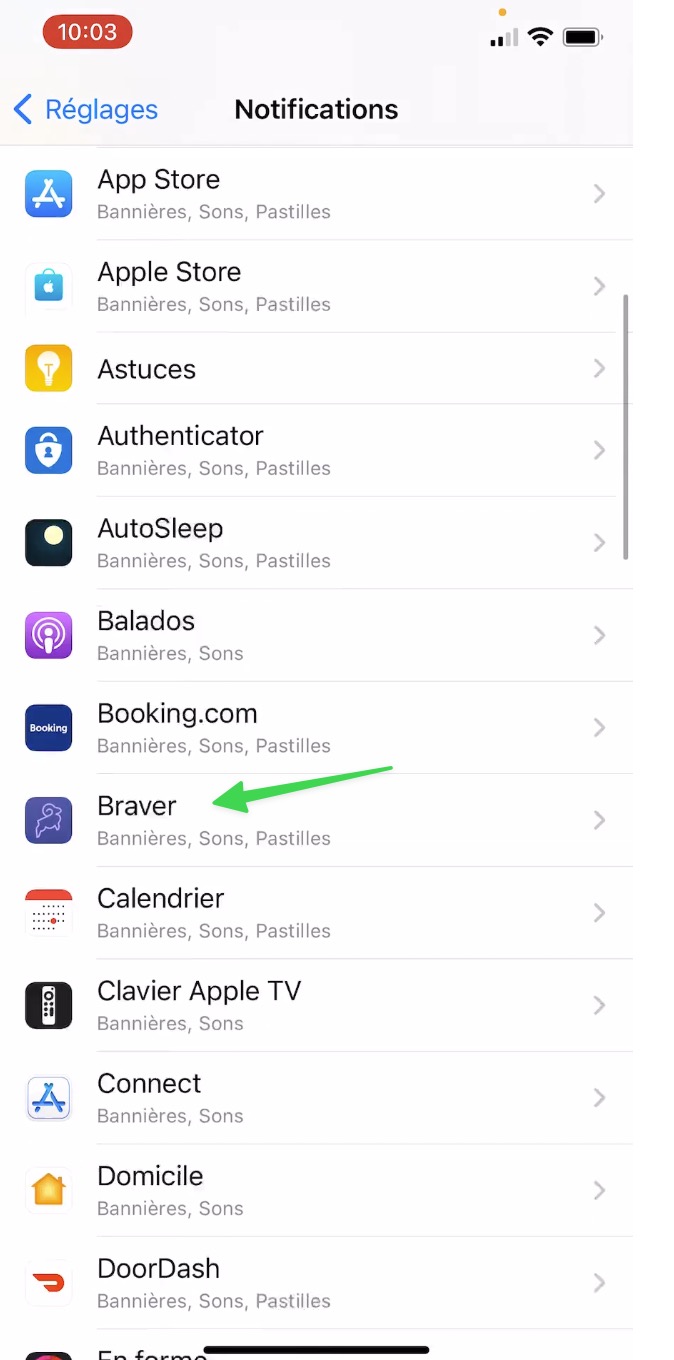 10:03
Réglages
Notifications
App Store
Bannières, Sons, Pastilles
Apple Store
Bannières, Sons, Pastilles
Astuces
Authenticator
Bannières, Sons, Pastilles
AutoSleep
Bannières, Sons, Pastilles
Balados
Bannières, Sons
Booking
Booking.com
Bannières, Sons, Pastilles
Braver
Bannières, Sons, Pastilles
Calendrier
Bannières, Sons, Pastilles
Clavier Apple TV
Bannières, Sons
Connect
Bannières, Sons
Domicile
Bannières, Sons
DoorDash
Bannières, Sons, Pastilles
En forme